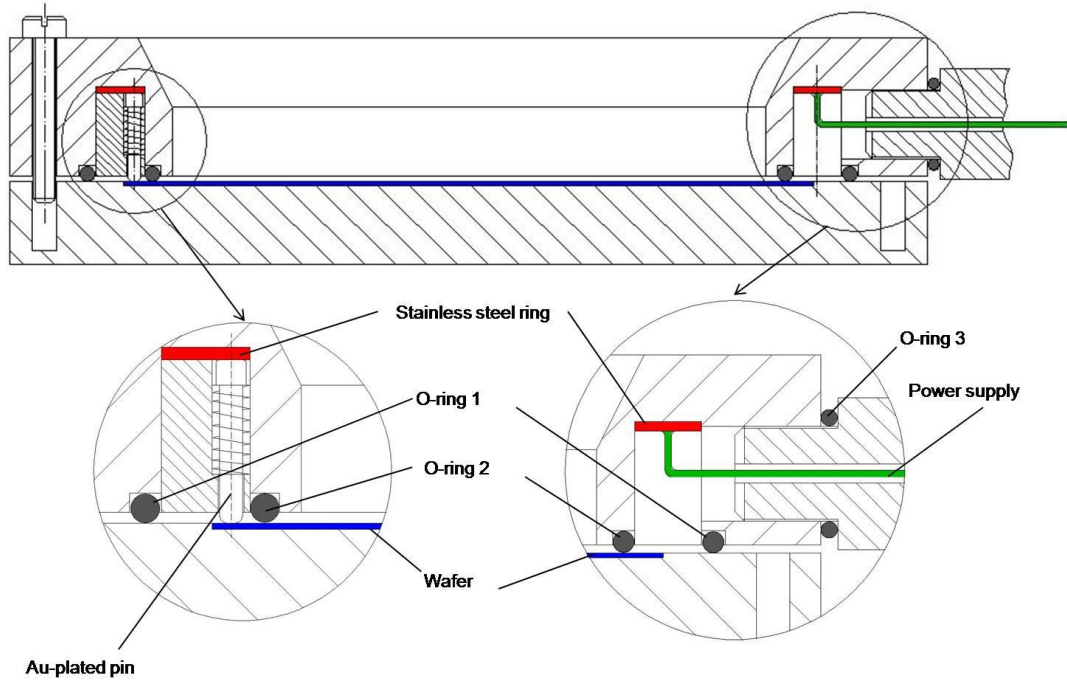 Stainless steel ring
O-ring 3
Power supply
O-ring 1
O-ring 2
Wafer
Au-plated pin